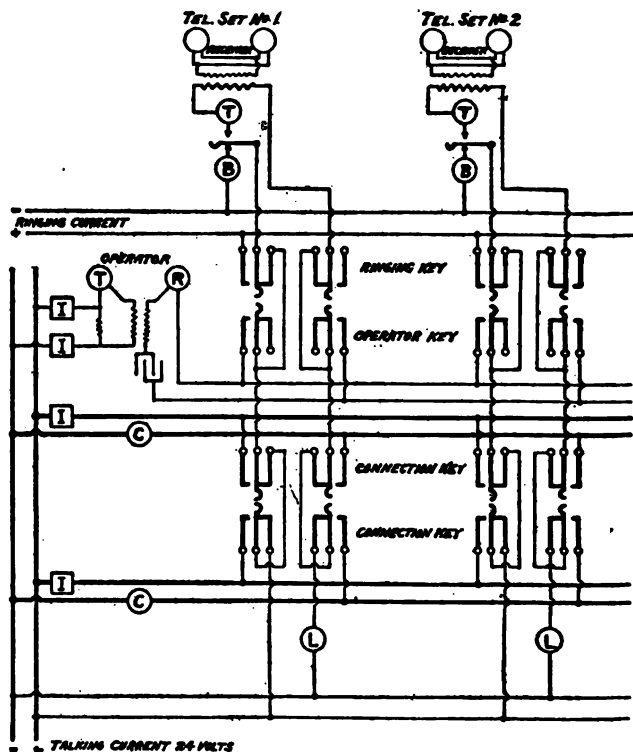 TEL. SET No. 1
TEL. SET No. 2
RECEIVER
T
T
B
B
-
RINGING CURRENT
+
OPERATOR
T
R
RINGING KEY
I
OPERATOR KEY
I
I
C
CONNECTION KEY
CONNECTION KEY
I
C
L
L
TALKING CURRENT 24 VOLTS